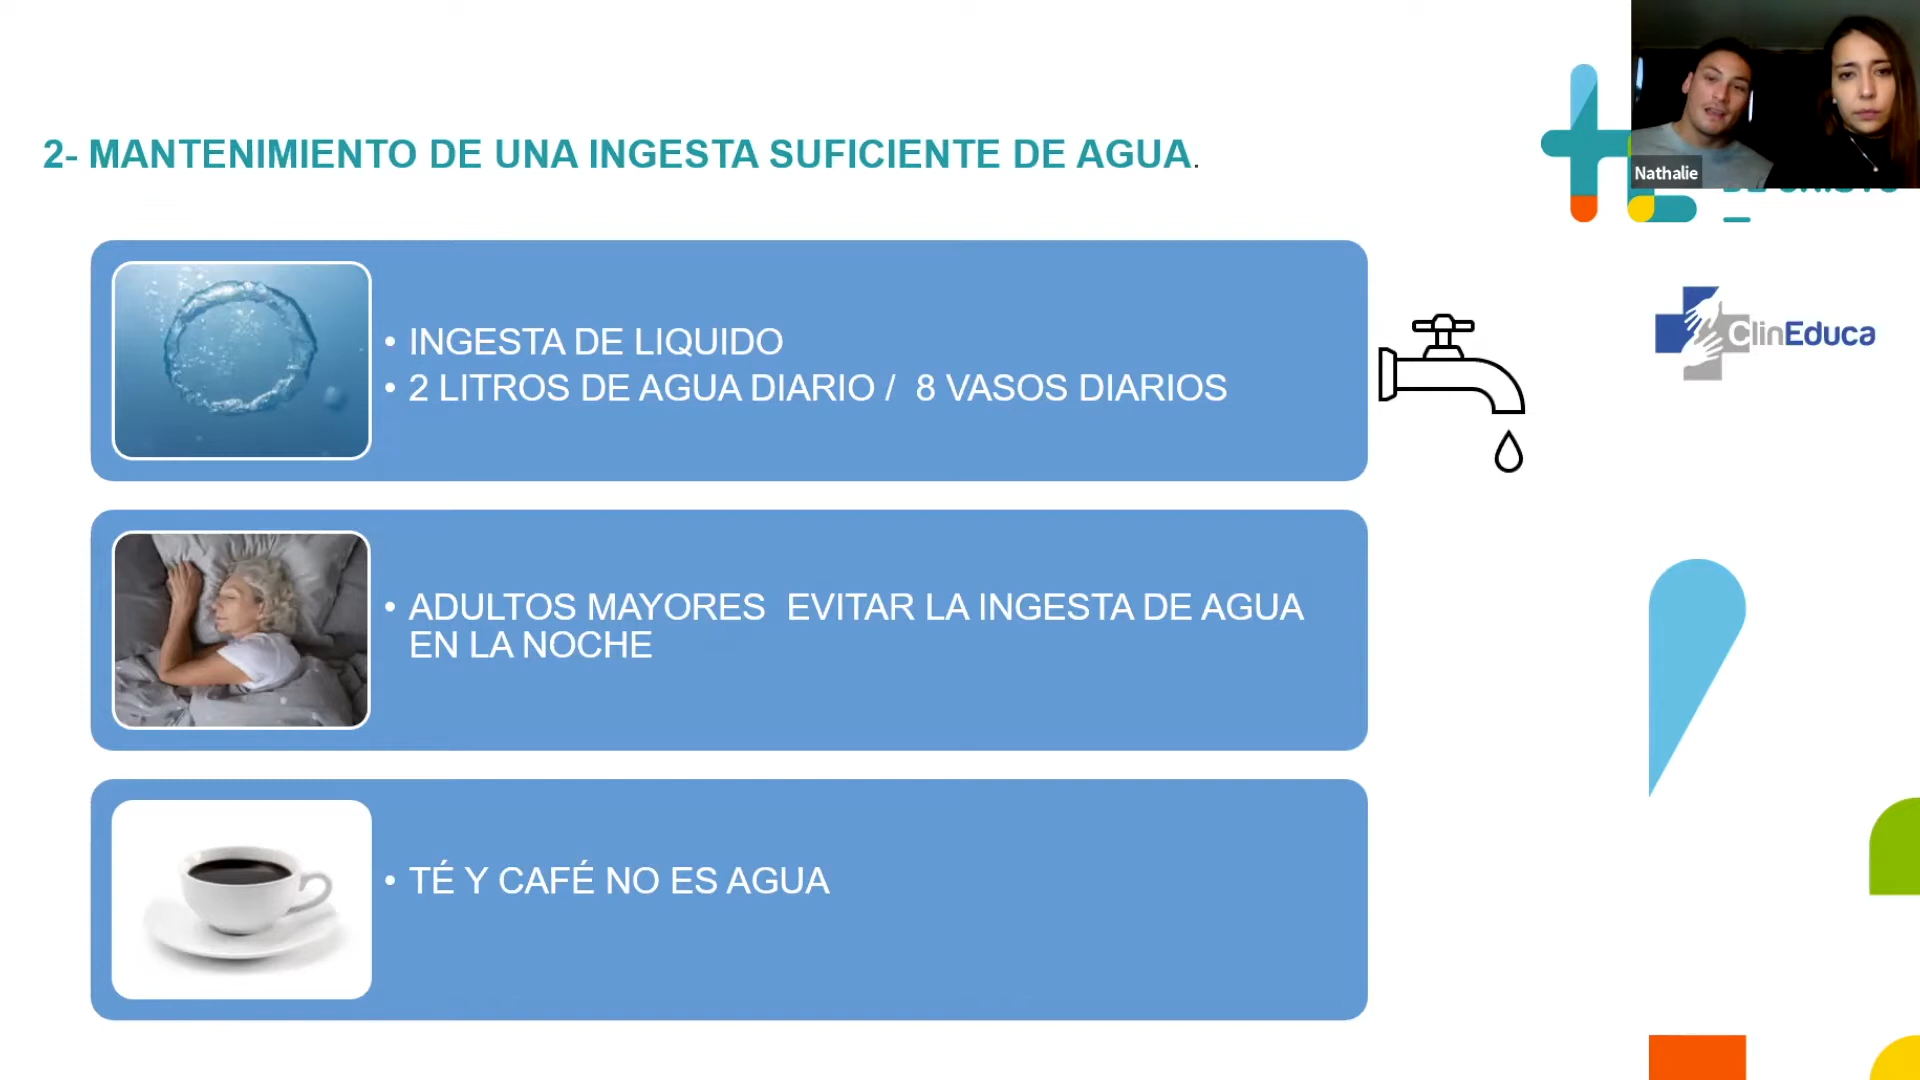 2- MANTENIMIENTO DE UNA INGESTA SUFICIENTE DE AGUA.
Nathalie
ClinEduca
• INGESTA DE LIQUIDO
• 2 LITROS DE AGUA DIARIO / 8 VASOS DIARIOS
• ADULTOS MAYORES EVITAR LA INGESTA DE AGUA
EN LA NOCHE
• TÉ Y CAFÉ NO ES AGUA